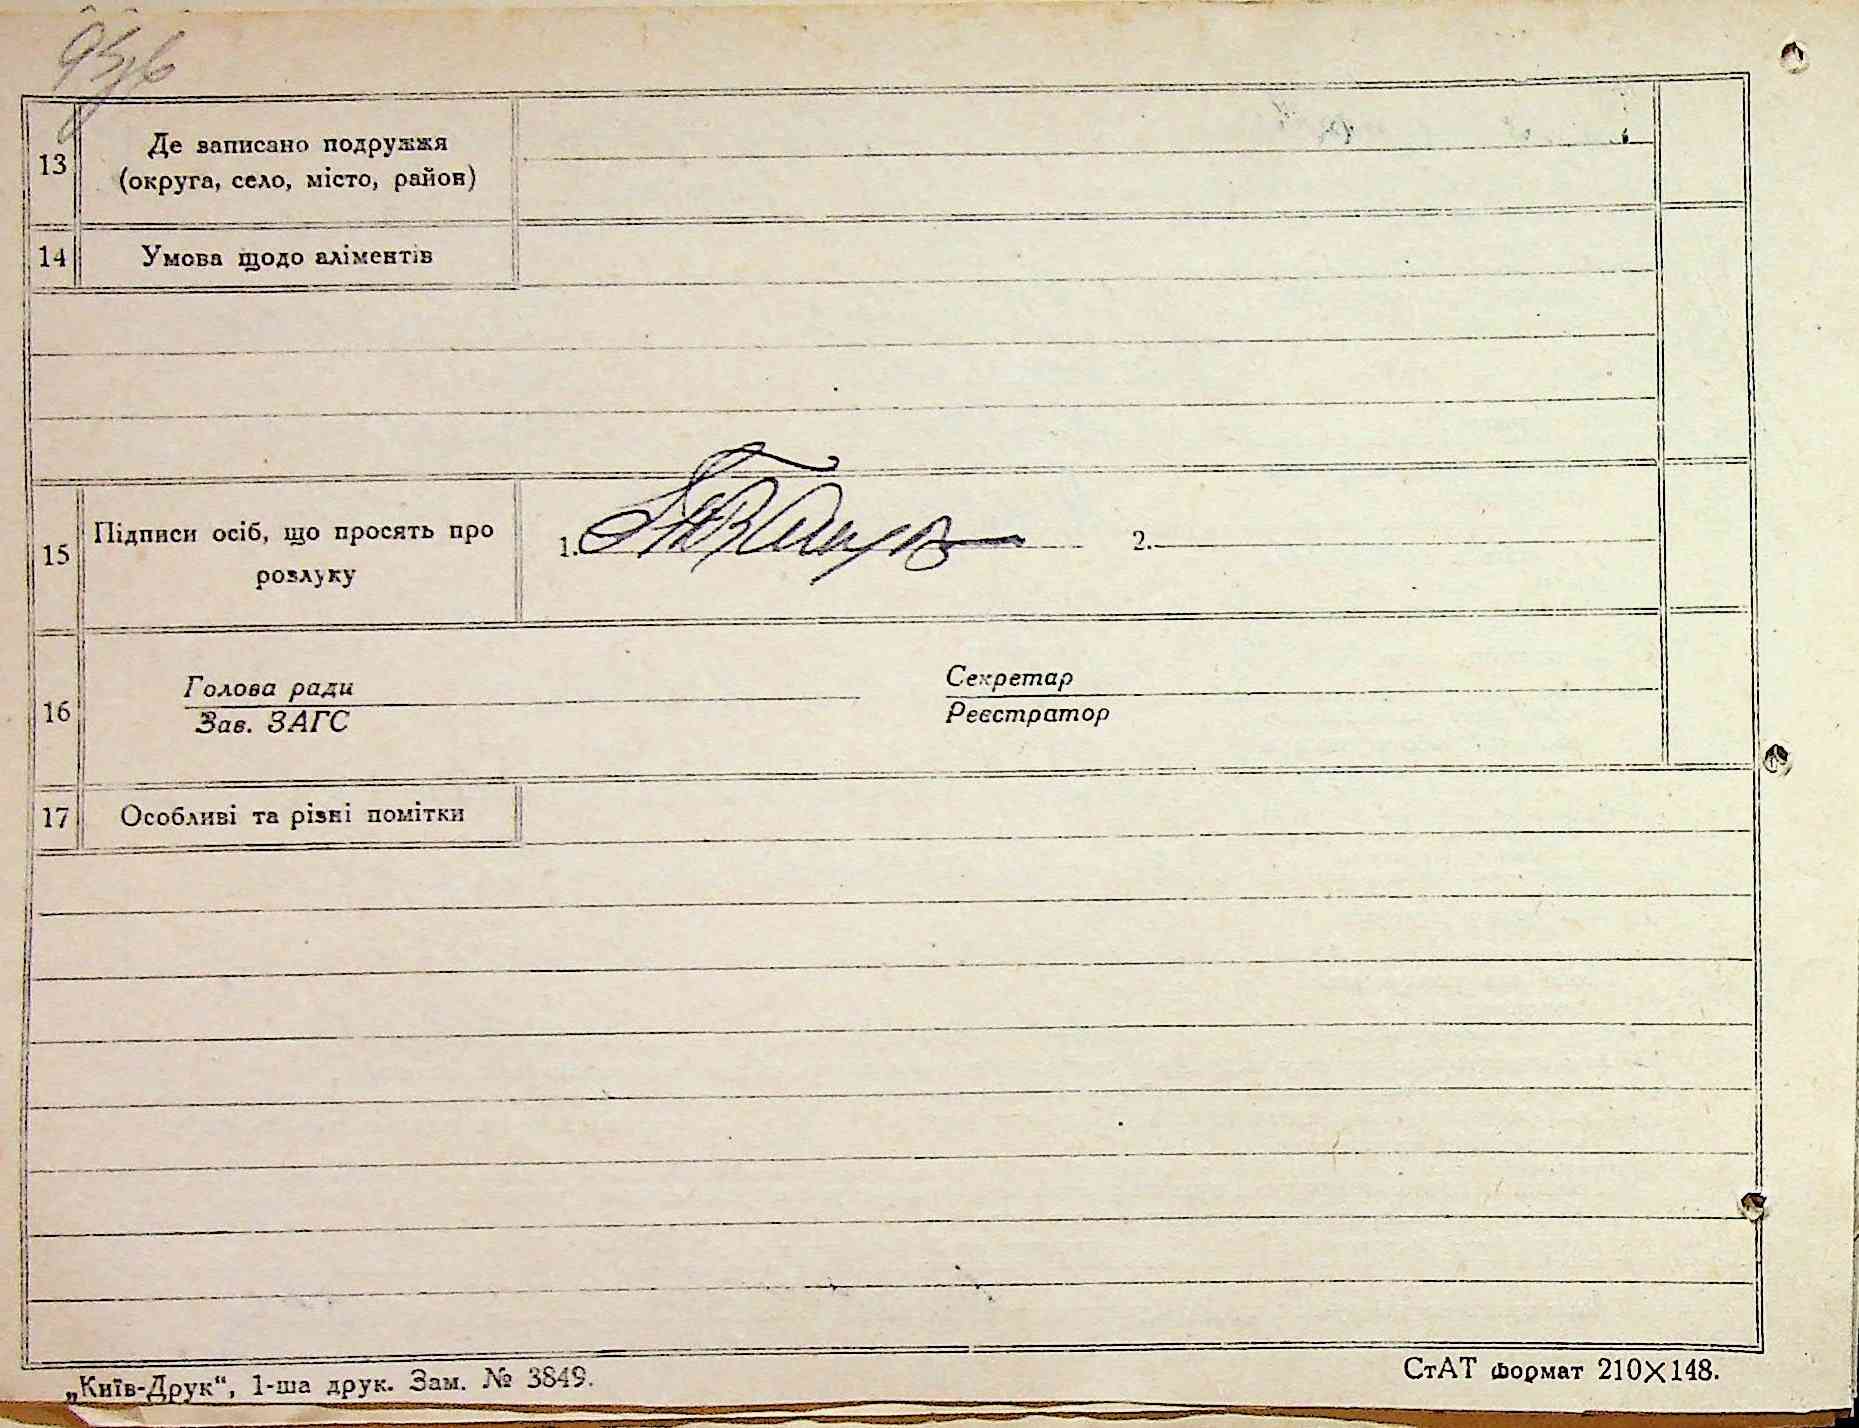 13
Де записано подружжя
(округа, село, місто, район)
14
Умова щодо аліментів
15
Підписи осіб, що просять про
розлуку
1.
2.
16
Голова ради
Зав. ЗАГС
Секретар
Реєстратор
17
Особливі та різні помітки
„Київ-Друк“, 1-ша друк. Зам. № 3849.
СтАТ формат 210×148.